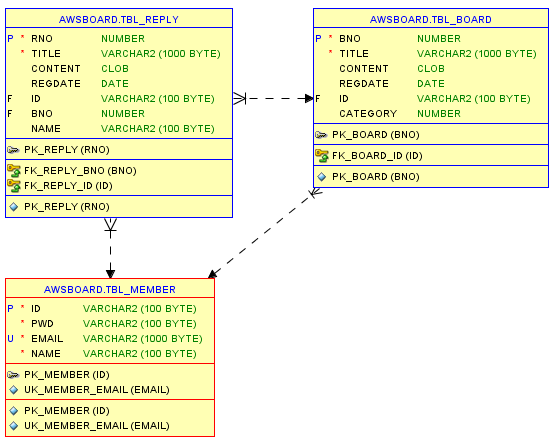 AWSBOARD.TBL_REPLY
P * RNO NUMBER
* TITLE VARCHAR2 (1000 BYTE)
CONTENT CLOB
REGDATE DATE
F ID VARCHAR2 (100 BYTE)
F BNO NUMBER
NAME VARCHAR2 (100 BYTE)
PK_REPLY (RNO)
FK_REPLY_BNO (BNO)
FK_REPLY_ID (ID)
PK_REPLY (RNO)
AWSBOARD.TBL_BOARD
P * BNO NUMBER
* TITLE VARCHAR2 (1000 BYTE)
CONTENT CLOB
REGDATE DATE
F ID VARCHAR2 (100 BYTE)
CATEGORY NUMBER
PK_BOARD (BNO)
FK_BOARD_ID (ID)
PK_BOARD (BNO)
AWSBOARD.TBL_MEMBER
P * ID VARCHAR2 (100 BYTE)
* PWD VARCHAR2 (100 BYTE)
U * EMAIL VARCHAR2 (1000 BYTE)
* NAME VARCHAR2 (100 BYTE)
PK_MEMBER (ID)
UK_MEMBER_EMAIL (EMAIL)
PK_MEMBER (ID)
UK_MEMBER_EMAIL (EMAIL)